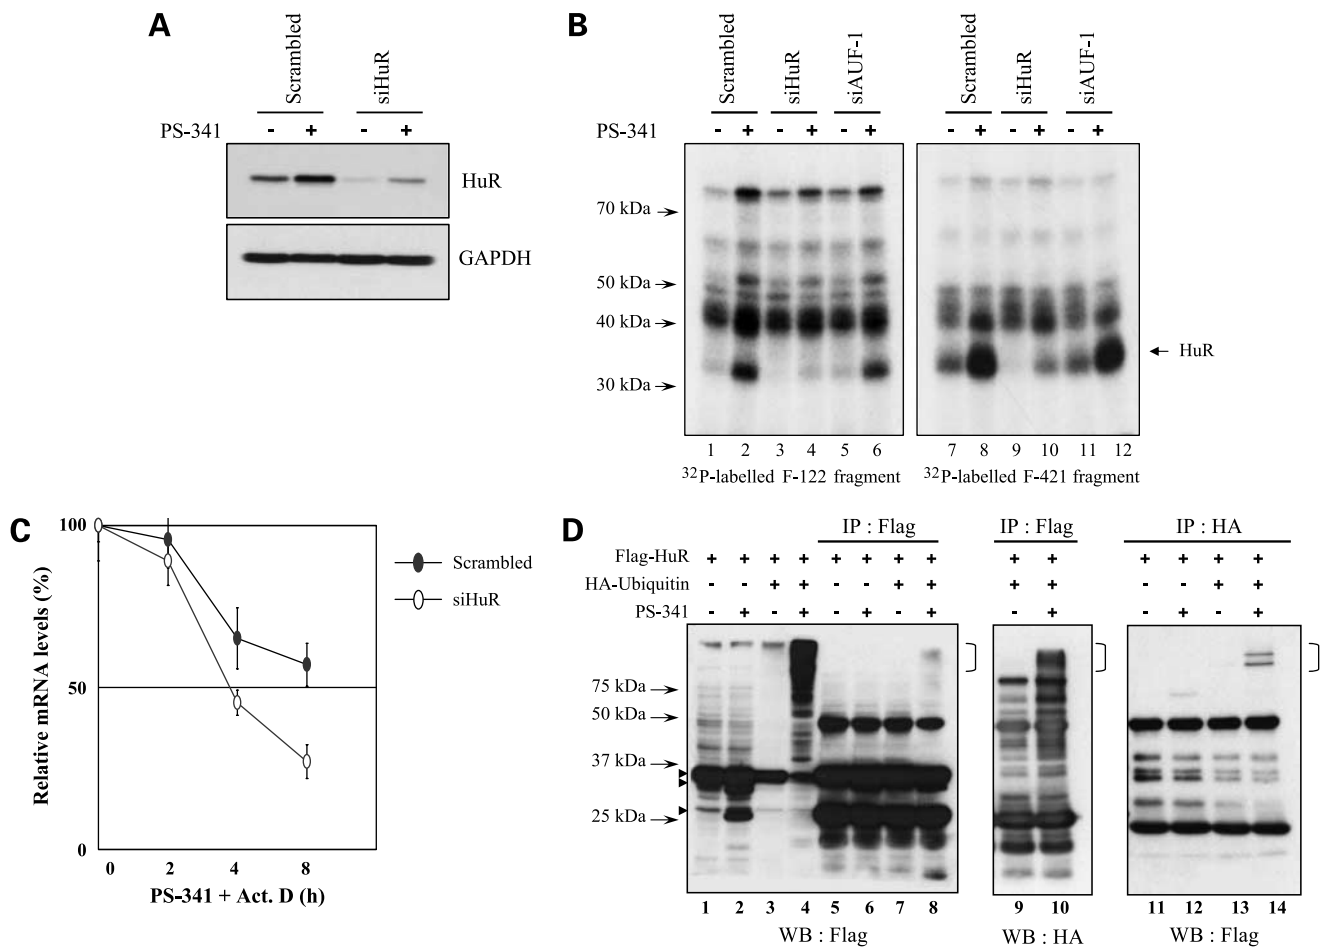 A
Scrambled
siHuR
PS-341 - + - +
HuR
GAPDH
B
Scrambled
siHuR
siAUF-1
Scrambled
siHuR
siAUF-1
PS-341 - + - + - + - + - + - +
70 kDa
50 kDa
40 kDa
30 kDa
HuR
1 2 3 4 5 6 7 8 9 10 11 12
32P-labelled F-122 fragment
32P-labelled F-421 fragment
C
Relative mRNA levels (%)
100
50
0
0 2 4 8
PS-341 + Act. D (h)
Scrambled
siHuR
D
IP : Flag
IP : Flag
IP : HA
Flag-HuR + + + + + + + + + + + + + +
HA-Ubiquitin - - + + - - + + + + - - + +
PS-341 - + - + - + - + - + - + - +
75 kDa
50 kDa
37 kDa
25 kDa
1 2 3 4 5 6 7 8 9 10 11 12 13 14
WB : Flag
WB : HA
WB : Flag